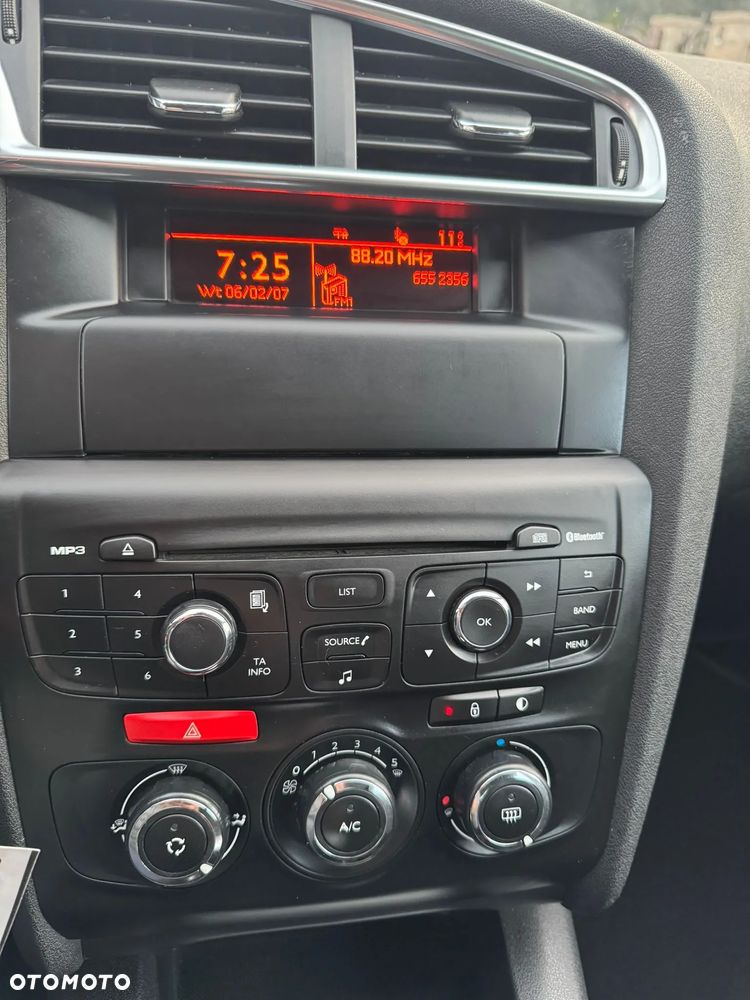 11°
88.20 MHz
7:25
655 2356
Wt 06/02/07
FM1
MP3
Bluetooth
1 4
LIST
2 5
SOURCE
OK
BAND
3 6
TA
INFO
MENU
0 1 2 3 4 5
A/C
OTOMOTO